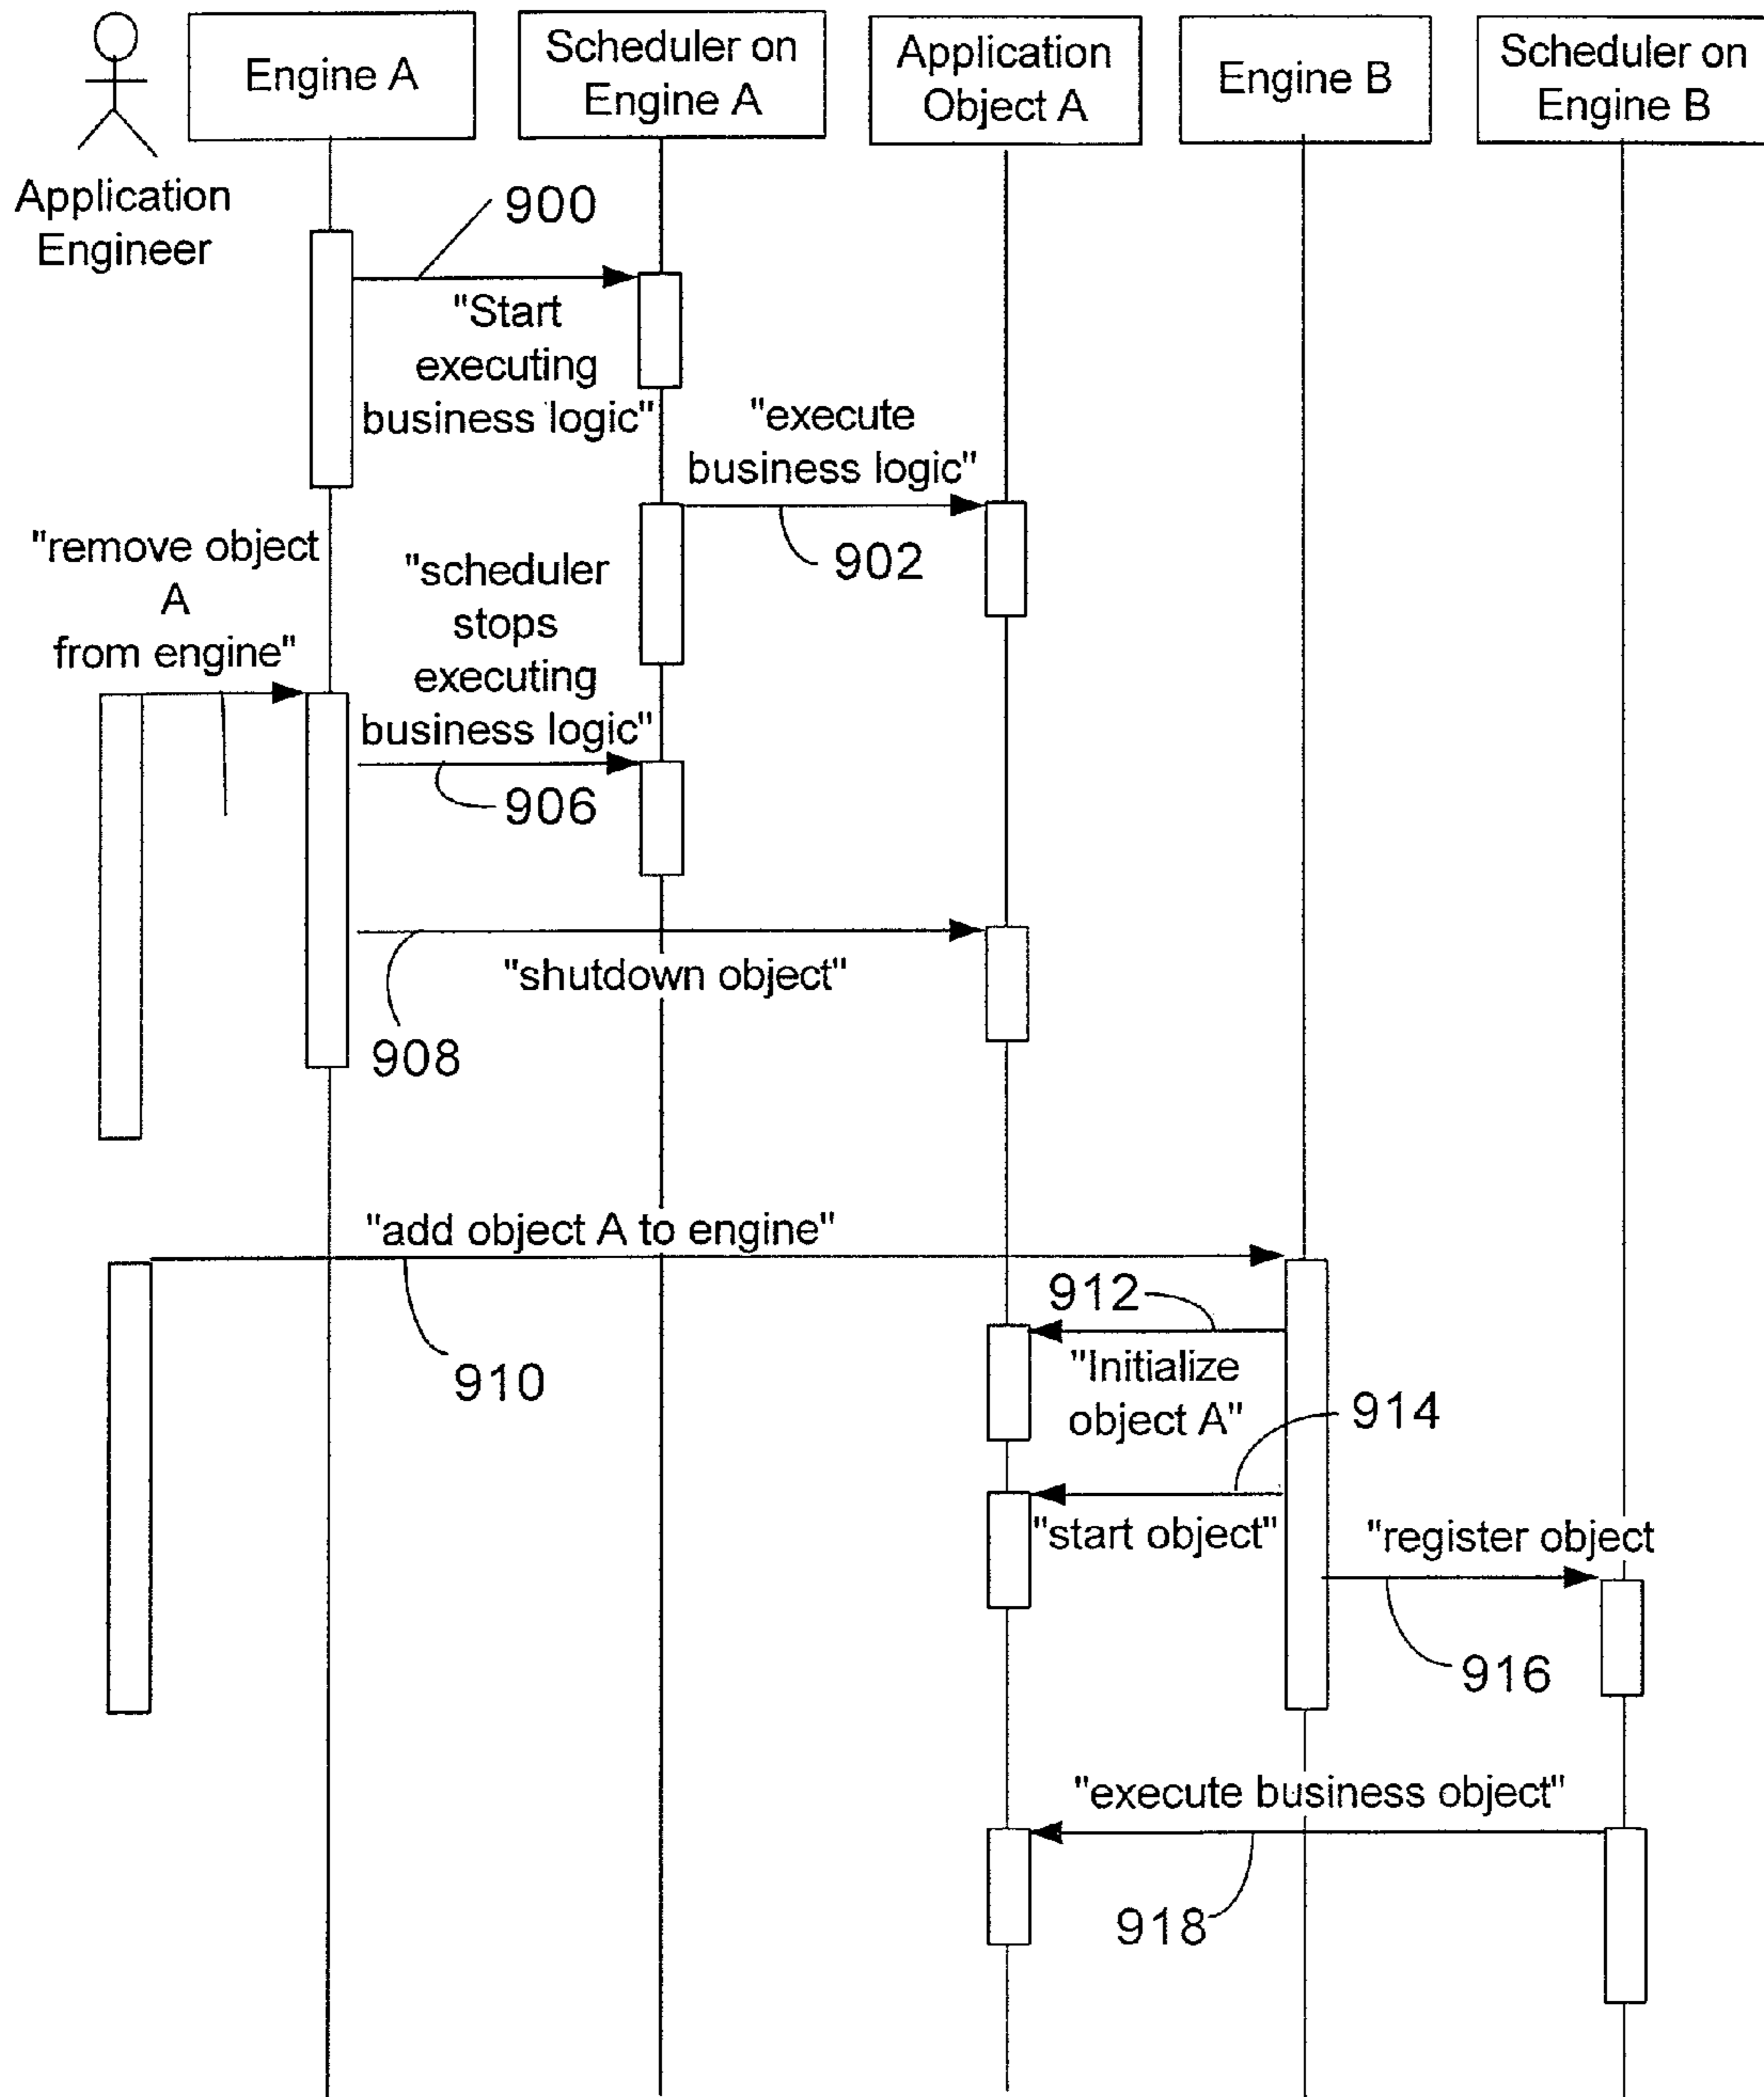 Engine A
Scheduler on
Engine A
Application
Object A
Engine B
Scheduler on
Engine B
Application
Engineer
900
"Start
executing
business logic"
"execute
business logic"
902
"remove object
A
from engine"
"scheduler
stops
executing
business logic"
906
"shutdown object"
908
"add object A to engine"
910
912
"Initialize
object A"
914
"start object"
"register object
916
"execute business object"
918